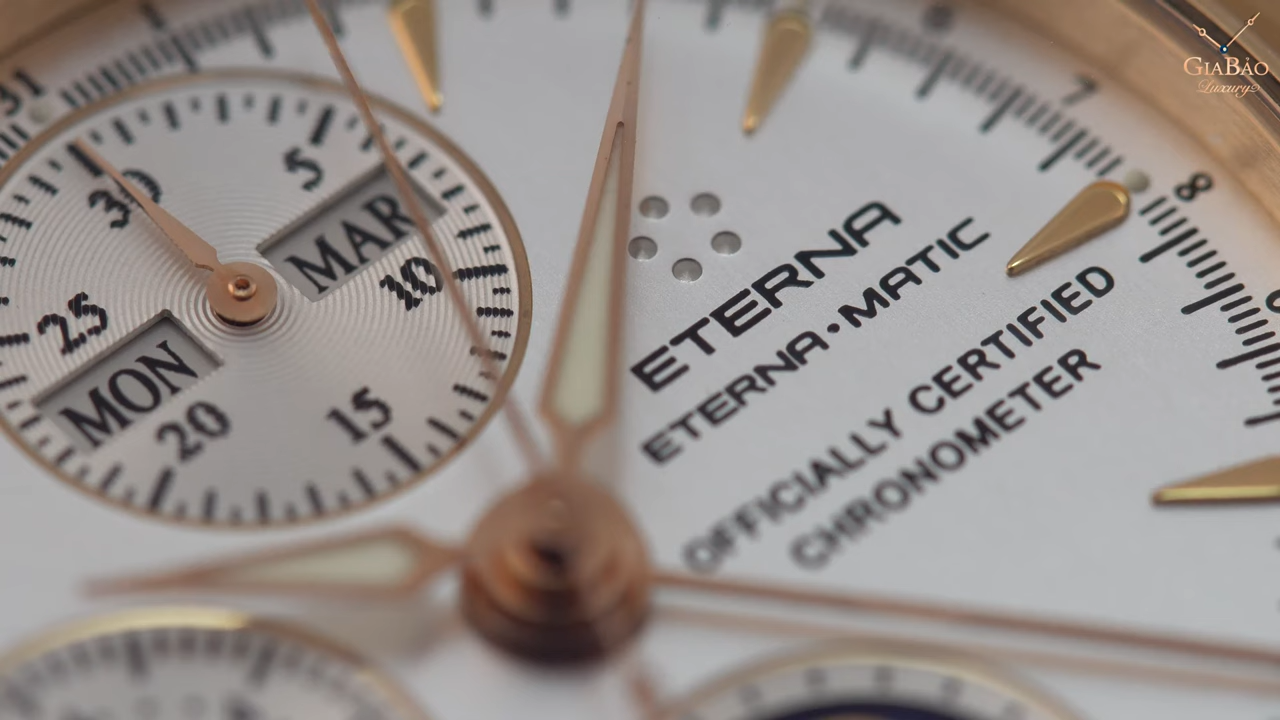 GIABẢO
Luxury
31
7
8
30
5
MAR
10
25
MON
20
15
ETERNA
ETERNA·MATIC
OFFICIALLY CERTIFIED
CHRONOMETER